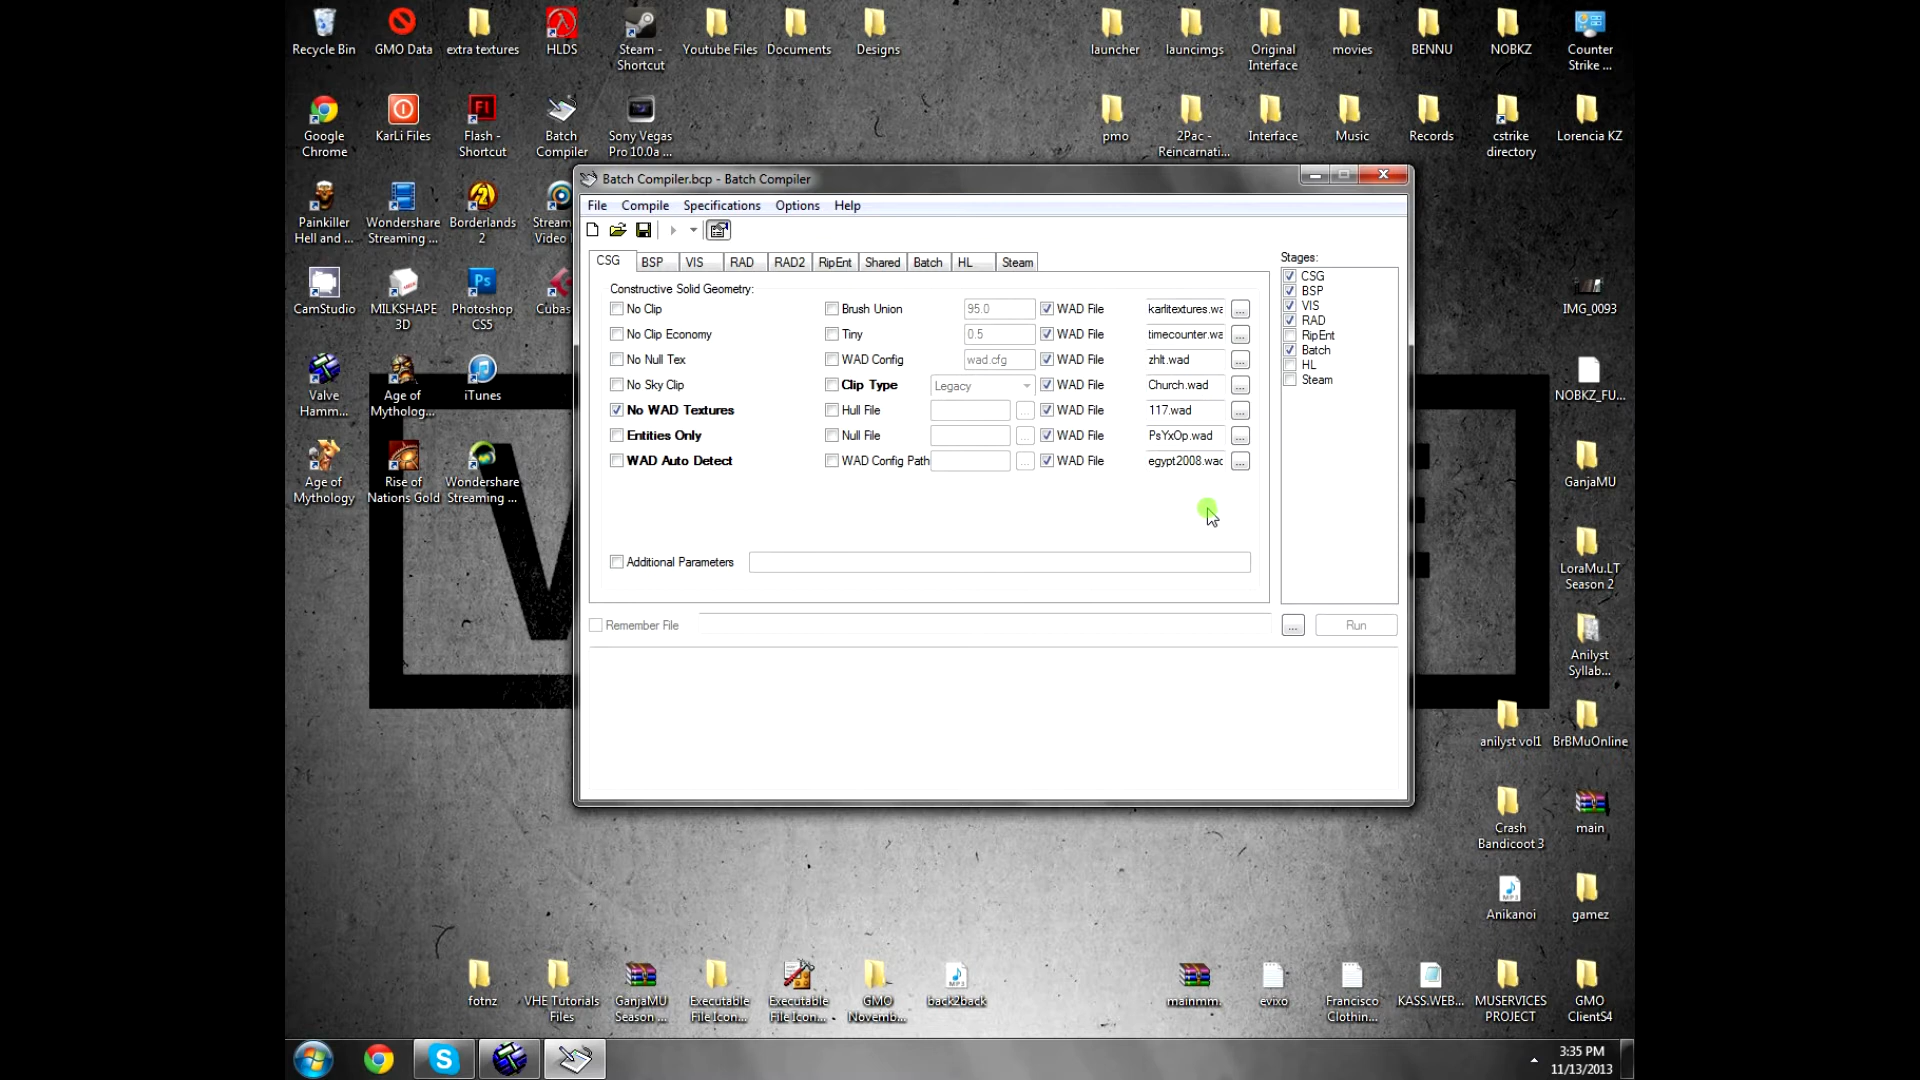 Recycle Bin
GMO Data
extra textures
HLDS
Steam -
Shortcut
Youtube Files
Documents
Designs
launcher
launcimgs
Original
Interface
movies
BENNU
NOBKZ
Counter
Strike ...
Google
Chrome
KarLi Files
Flash -
Shortcut
Batch
Compiler
Sony Vegas
Pro 10.0a ...
pmo
2Pac -
Reincarnati...
Interface
Music
Records
cstrike
directory
Lorencia KZ
Painkiller
Hell and ...
Wondershare
Streaming ...
Borderlands
2
Stream
Video
CamStudio
MILKSHAPE
3D
Photoshop
CS5
Cubas
Valve
Hamm...
Age of
Mytholog...
iTunes
Age of
Mythology
Rise of
Nations Gold
Wondershare
Streaming ...
Batch Compiler.bcp - Batch Compiler
File Compile Specifications Options Help
CSG BSP VIS RAD RAD2 RipEnt Shared Batch HL Steam
Constructive Solid Geometry:
No Clip Brush Union 95.0 WAD File karlitextures.wa ...
No Clip Economy Tiny 0.5 WAD File timecounter.wa ...
No Null Tex WAD Config wad.cfg WAD File zhlt.wad ...
No Sky Clip Clip Type Legacy WAD File Church.wad ...
No WAD Textures Hull File ... WAD File 117.wad ...
Entities Only Null File ... WAD File PsYxOp.wad ...
WAD Auto Detect WAD Config Path ... WAD File egypt2008.wad ...
Additional Parameters
Remember File ... Run
Stages:
CSG
BSP
VIS
RAD
RipEnt
Batch
HL
Steam
IMG_0093
NOBKZ_FU...
GanjaMU
LoraMu.LT
Season 2
Anilyst
Syllab...
anilyst vol1
BrBMuOnline
Crash
Bandicoot 3
main
Anikanoi
gamez
fotnz
VHE Tutorials
Files
GanjaMU
Season ...
Executable
File Icon...
Executable
File Icon...
GMO
Novemb...
back2back
mainmm.
evixo
Francisco
Clothin...
KASS.WEB...
MUSERVICES
PROJECT
GMO
ClientS4
3:35 PM
11/13/2013